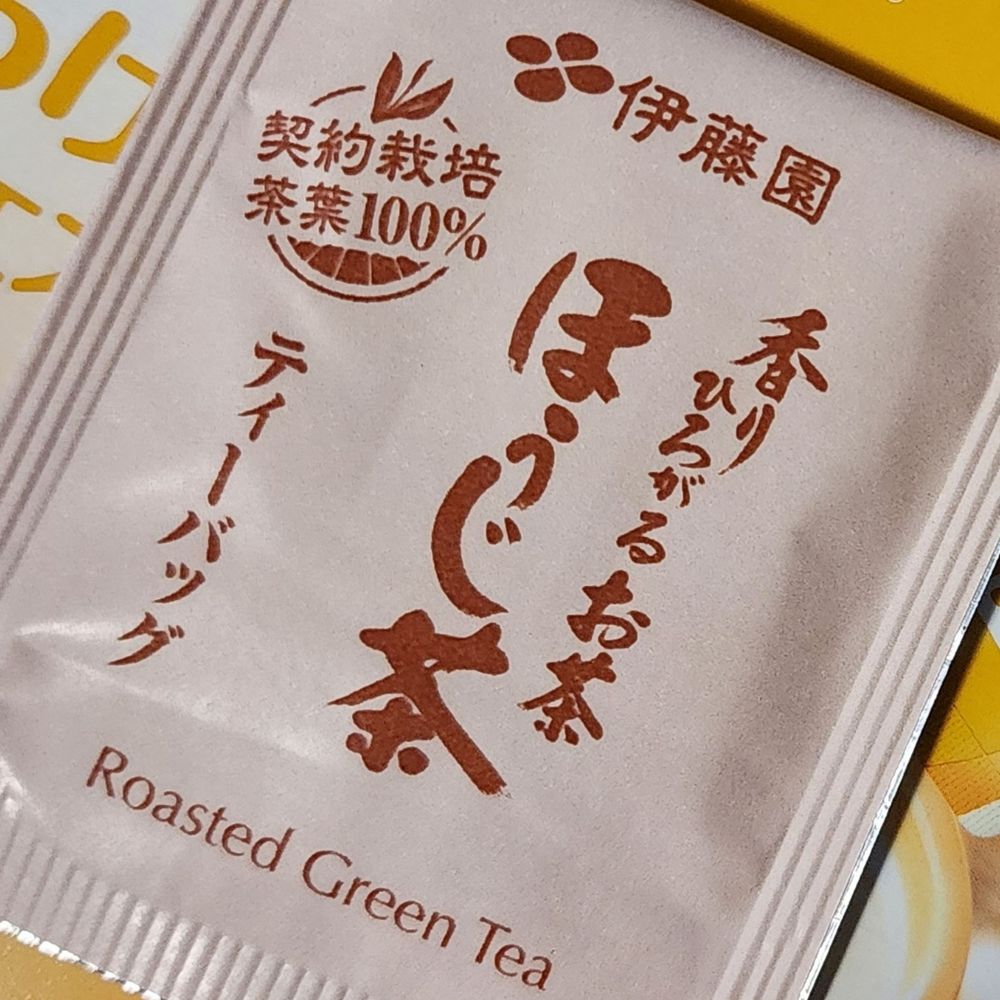 伊藤園
契約栽培
茶葉100%
香りひろがるお茶
ほうじ茶
ティーバッグ
Roasted Green Tea